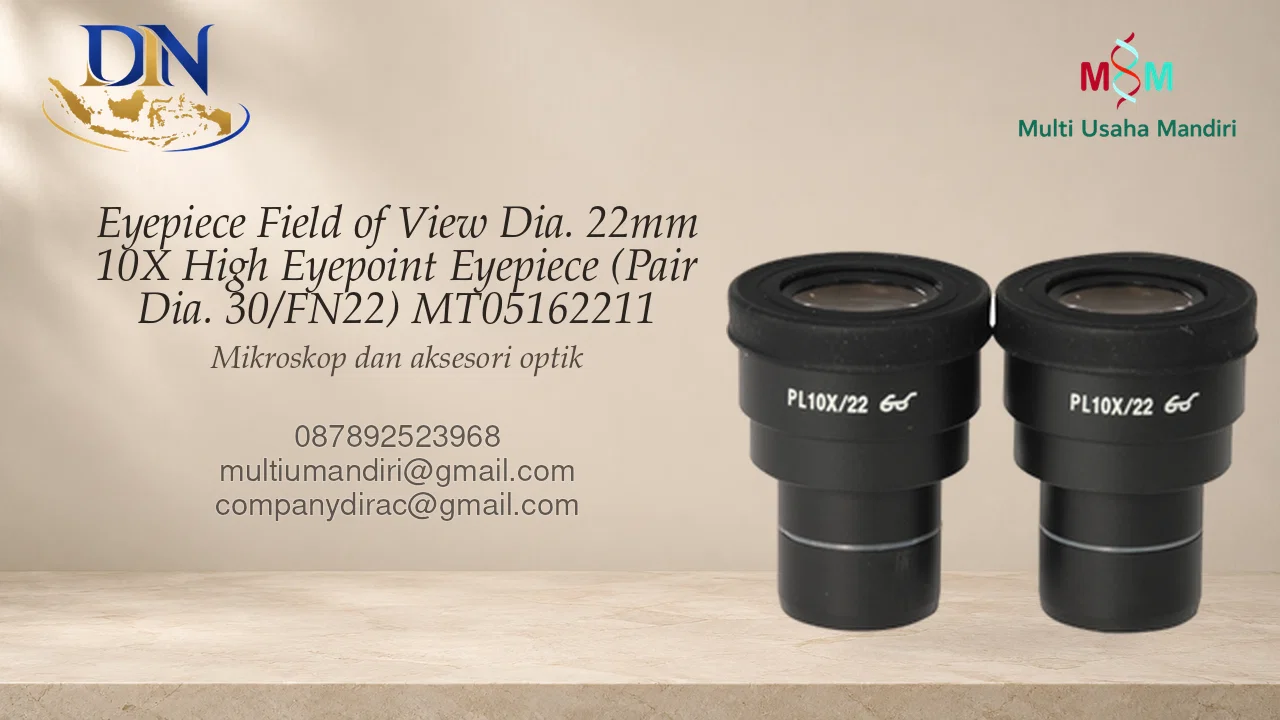 DN
M M
Multi Usaha Mandiri
Eyepiece Field of View Dia. 22mm
10X High Eyepoint Eyepiece (Pair
Dia. 30/FN22) MT05162211
Mikroskop dan aksesori optik
087892523968
multiumandiri@gmail.com
companydirac@gmail.com
PL10X/22
PL10X/22